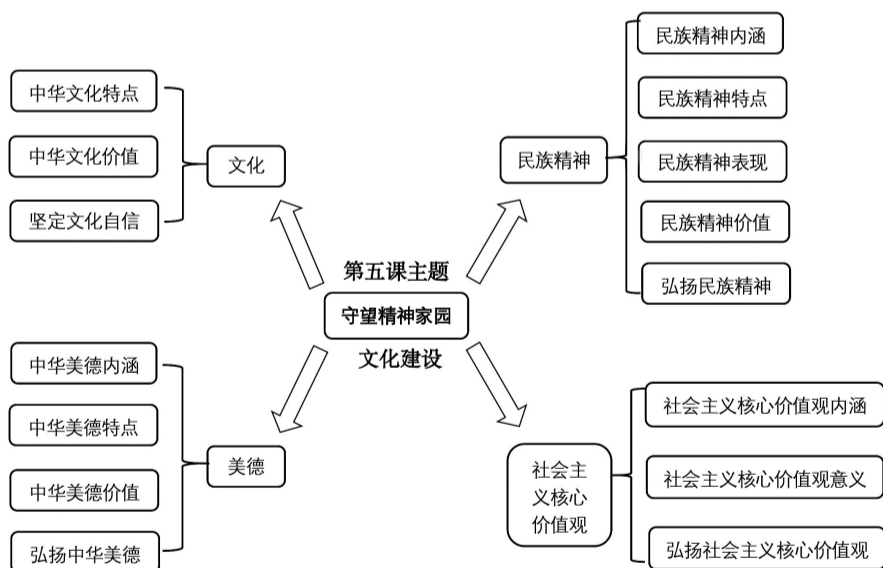 中华文化特点
中华文化价值
坚定文化自信
文化
民族精神
民族精神内涵
民族精神特点
民族精神表现
民族精神价值
弘扬民族精神
第五课主题
守望精神家园
文化建设
中华美德内涵
中华美德特点
中华美德价值
弘扬中华美德
美德
社会主
义核心
价值观
社会主义核心价值观内涵
社会主义核心价值观意义
弘扬社会主义核心价值观